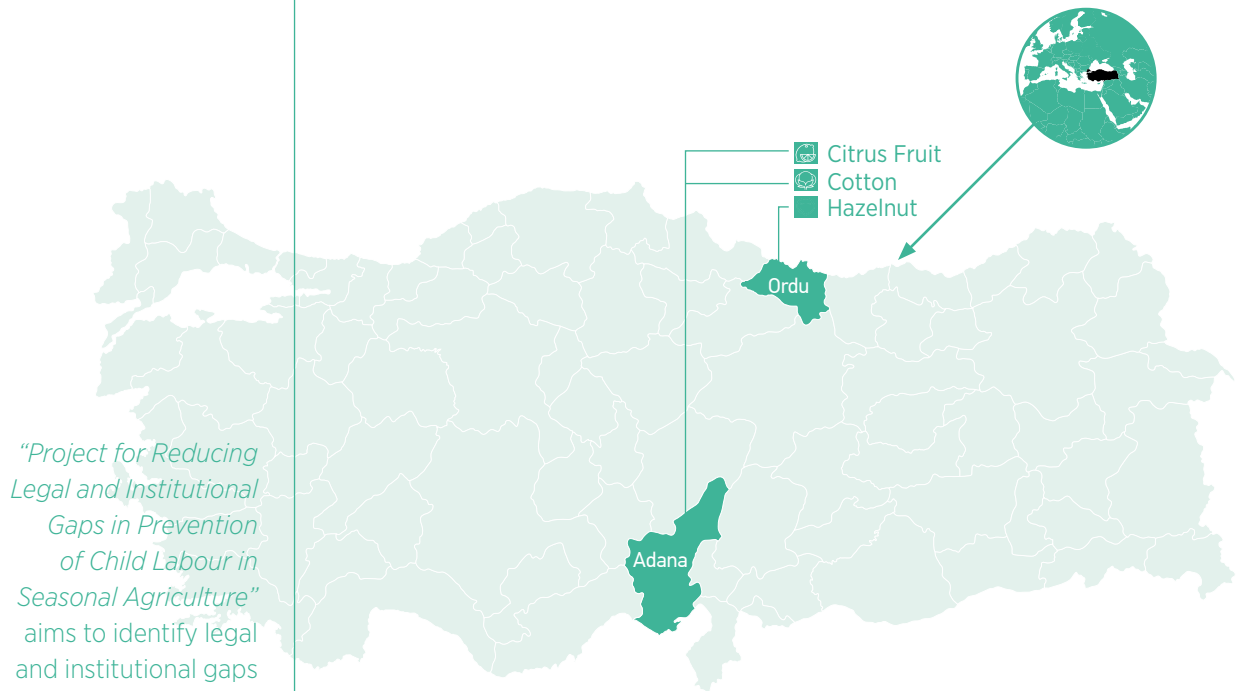 Citrus Fruit
Cotton
Hazelnut
Ordu
Adana
“Project for Reducing
Legal and Institutional
Gaps in Prevention
of Child Labour in
Seasonal Agriculture”
aims to identify legal
and institutional gaps